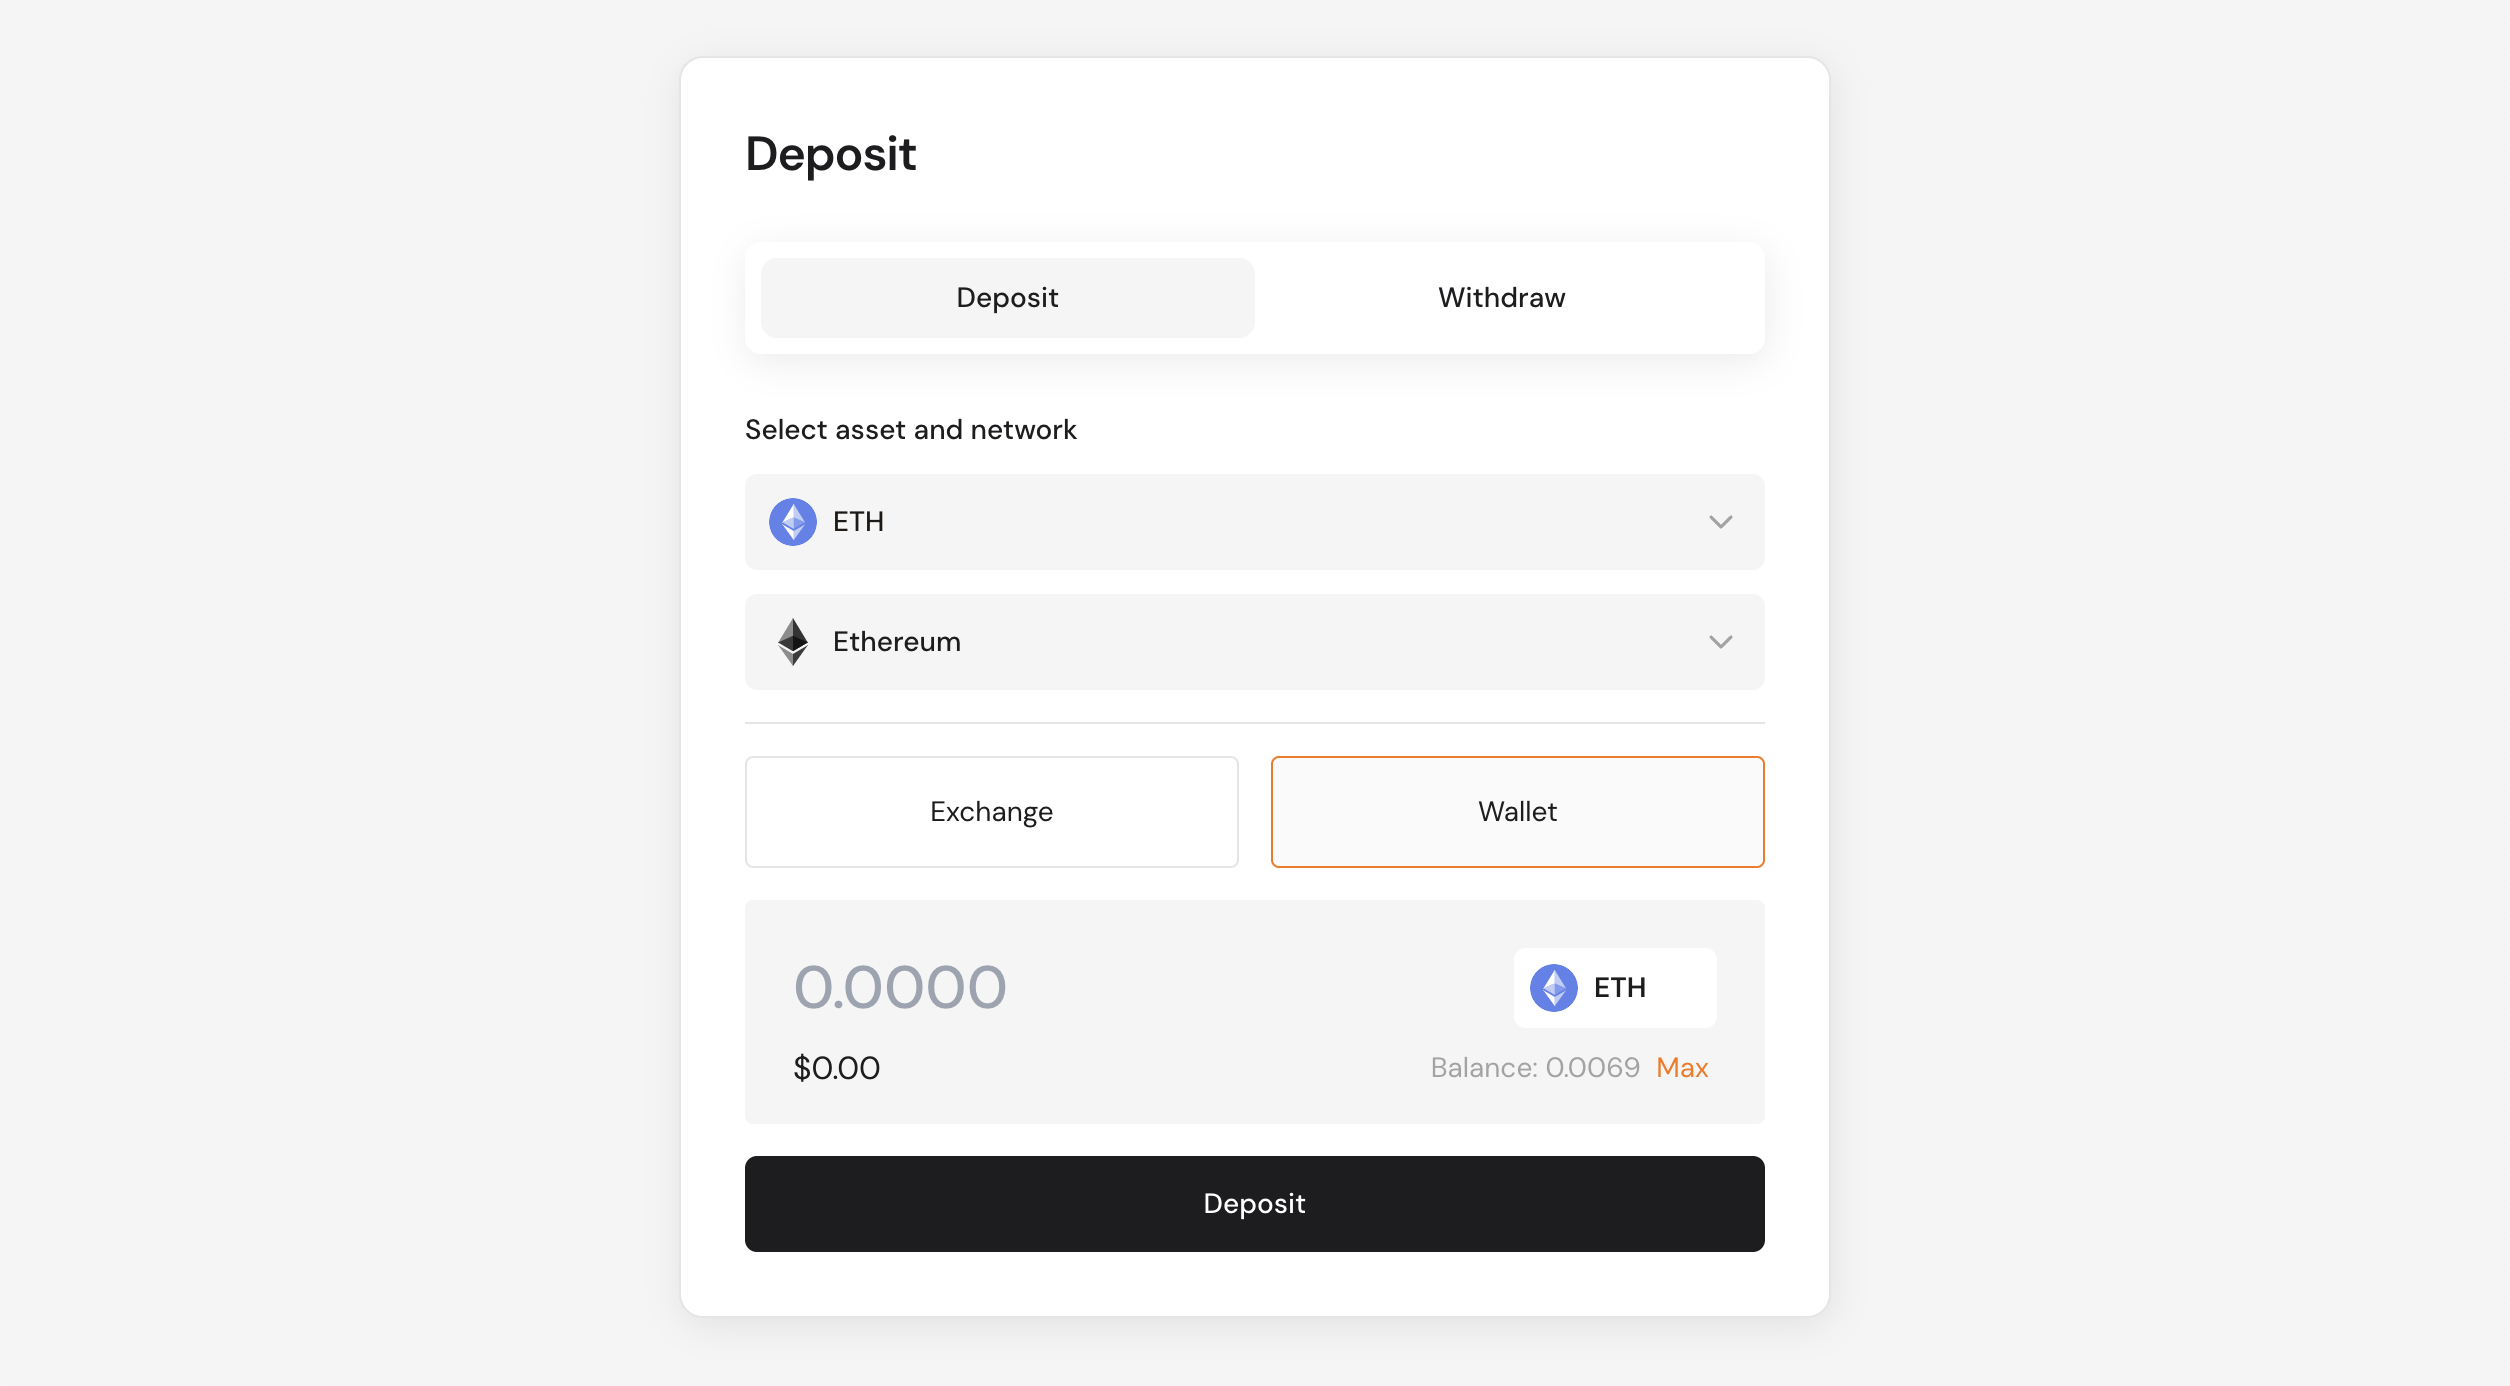 Deposit
Deposit Withdraw
Select asset and network
ETH
Ethereum
Exchange Wallet
0.0000 ETH
$0.00 Balance: 0.0069 Max
Deposit